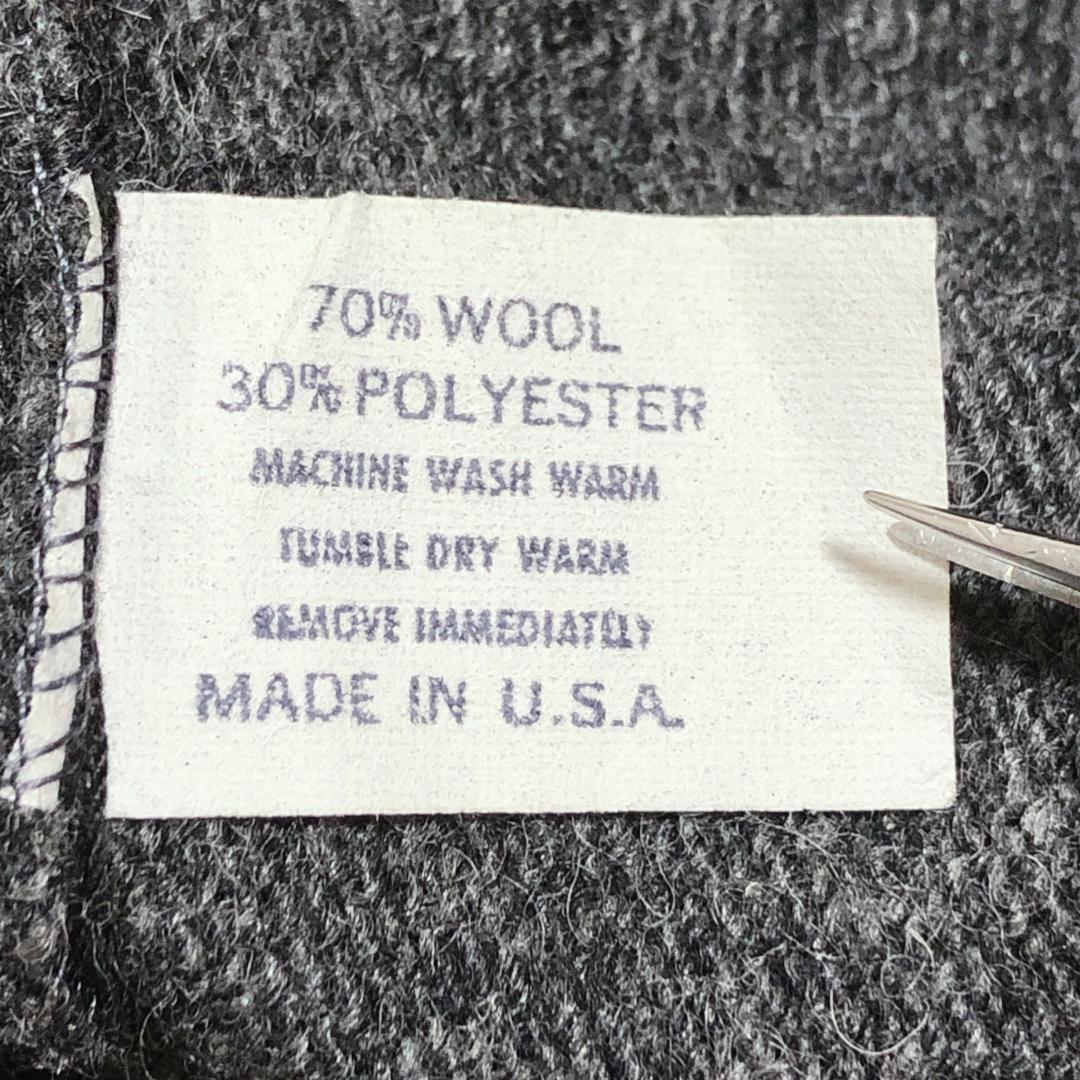 70% WOOL
30% POLYESTER
MACHINE WASH WARM
TUMBLE DRY WARM
REMOVE IMMEDIATELY
MADE IN U.S.A.